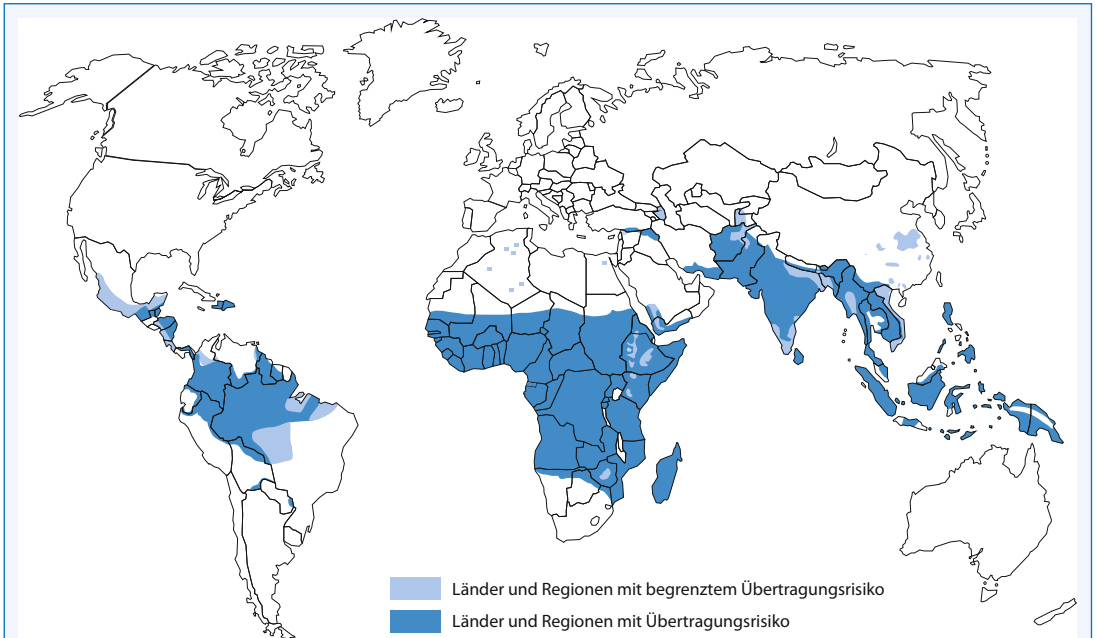 Länder und Regionen mit begrenztem Übertragungsrisiko
Länder und Regionen mit Übertragungsrisiko